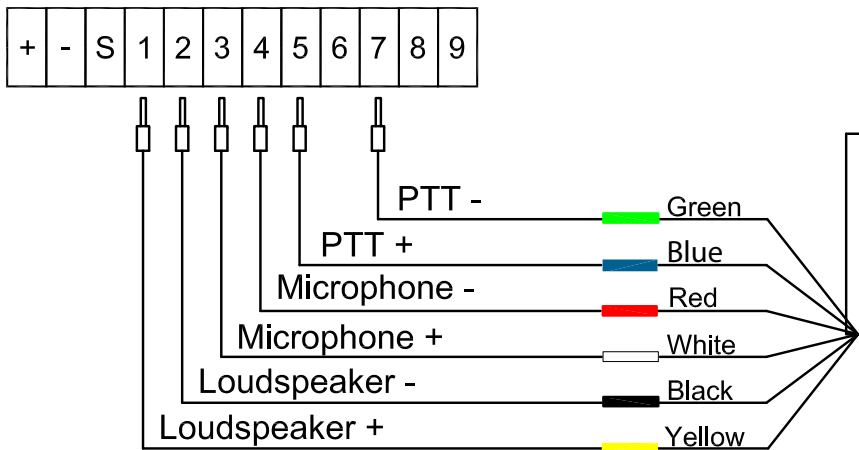 + - S 1 2 3 4 5 6 7 8 9
PTT - Green
PTT + Blue
Microphone - Red
Microphone + White
Loudspeaker - Black
Loudspeaker + Yellow